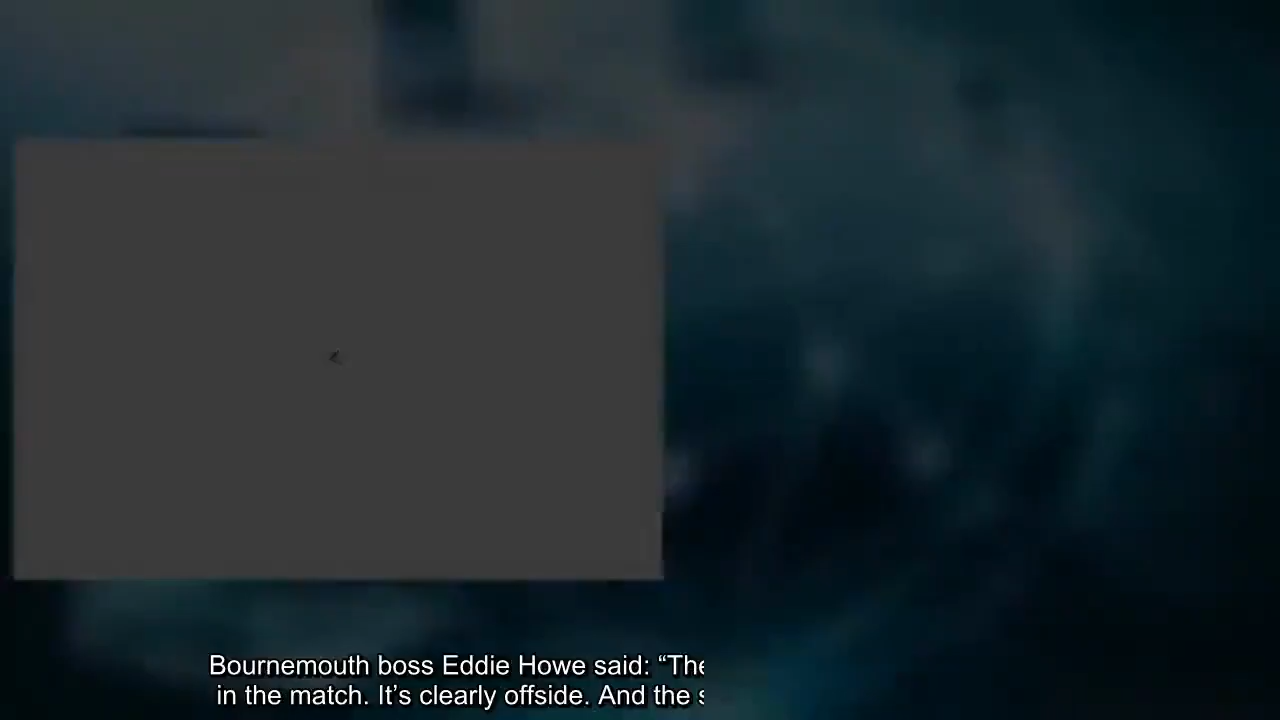 Bournemouth boss Eddie Howe said: “The
in the match. It’s clearly offside. And the